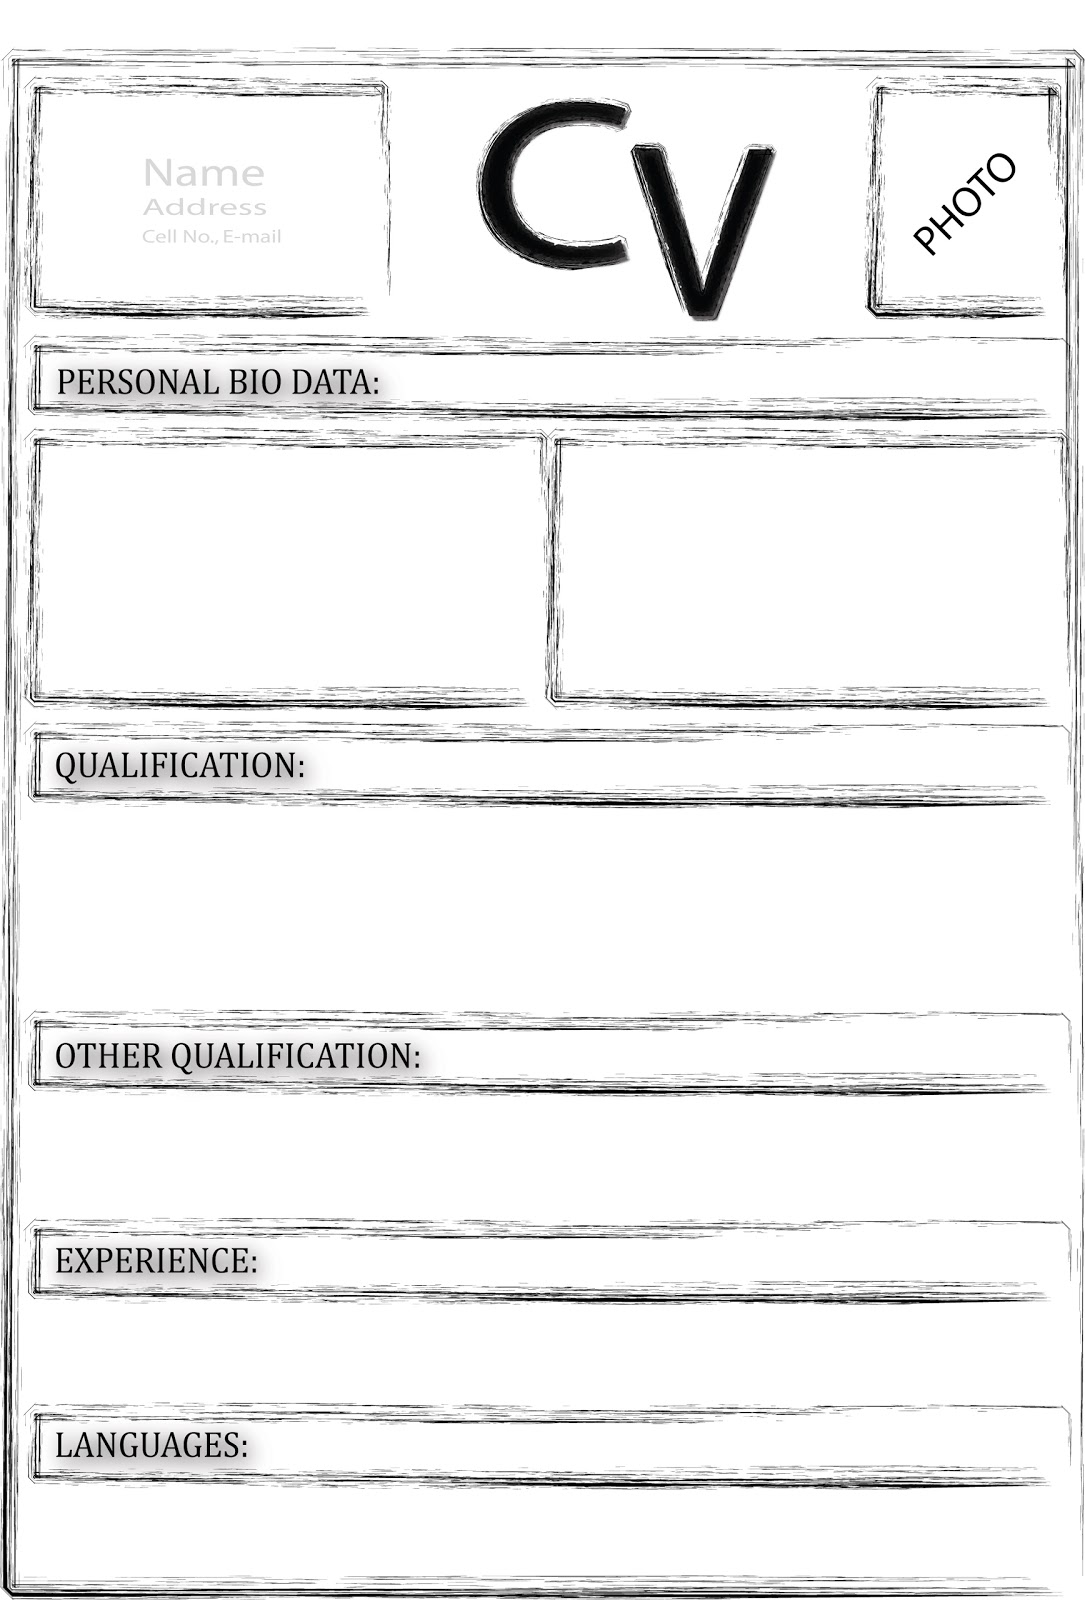 Name
Address
Cell No., E-mail
CV
PHOTO
PERSONAL BIO DATA:
QUALIFICATION:
OTHER QUALIFICATION:
EXPERIENCE:
LANGUAGES: